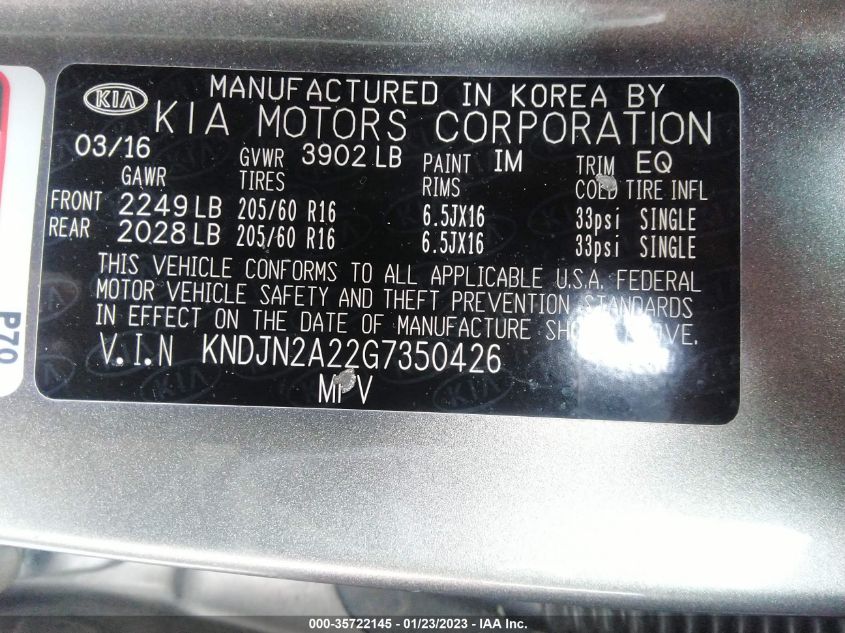 KIA
MANUFACTURED IN KOREA BY
KIA MOTORS CORPORATION
03/16 GVWR 3902 LB PAINT IM TRIM EQ
GAWR TIRES RIMS COLD TIRE INFL
FRONT 2249 LB 205/60 R16 6.5JX16 33psi SINGLE
REAR 2028 LB 205/60 R16 6.5JX16 33psi SINGLE
THIS VEHICLE CONFORMS TO ALL APPLICABLE U.S.A. FEDERAL
MOTOR VEHICLE SAFETY AND THEFT PREVENTION STANDARDS
IN EFFECT ON THE DATE OF MANUFACTURE SHOWN ABOVE.
V.I.N KNDJN2A22G7350426
MPV
P70
000-35722145 - 01/23/2023 - IAA Inc.